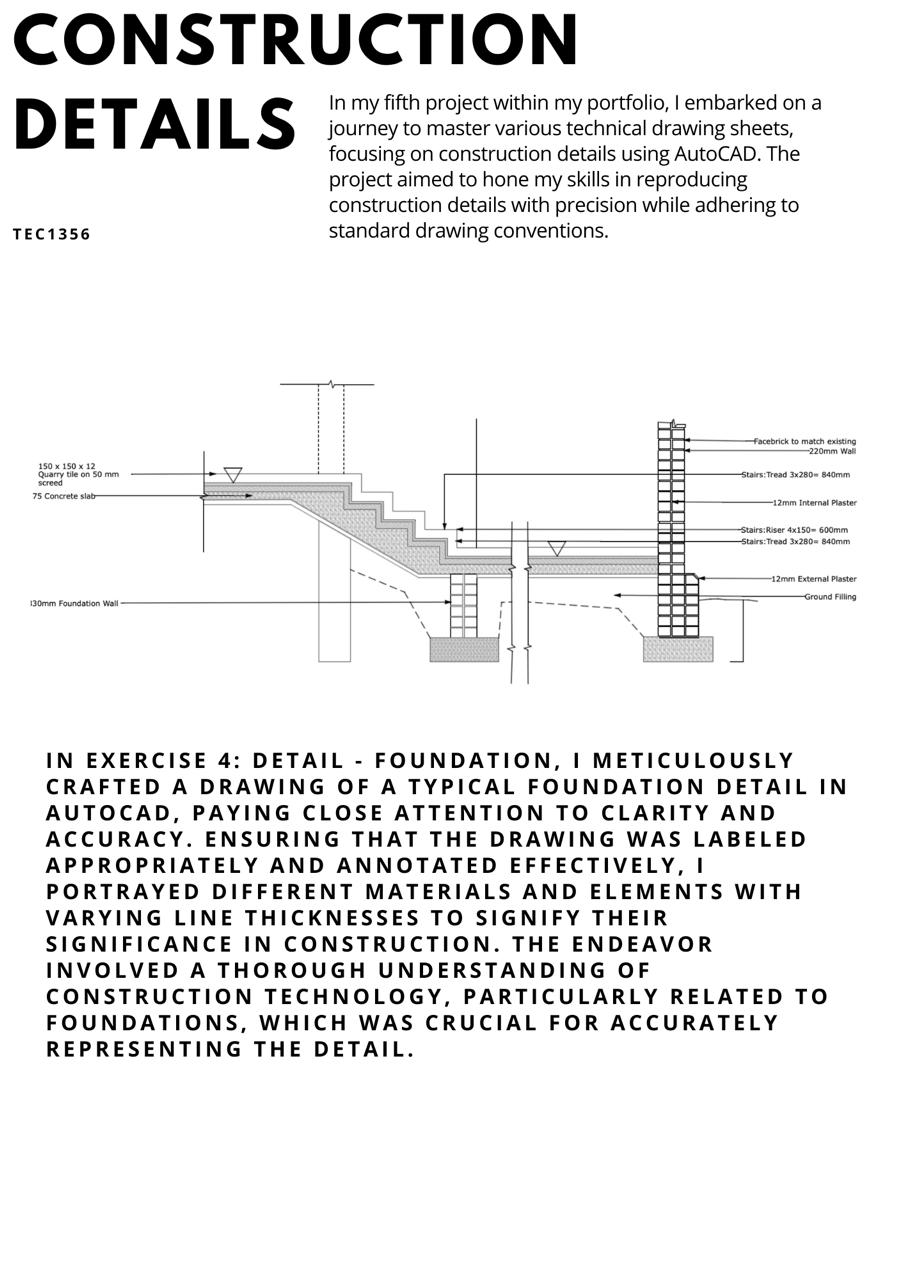 CONSTRUCTION
DETAILS
In my fifth project within my portfolio, I embarked on a
journey to master various technical drawing sheets,
focusing on construction details using AutoCAD. The
project aimed to hone my skills in reproducing
construction details with precision while adhering to
standard drawing conventions.
TEC1356
150 x 150 x 12
Quarry tile on 50 mm
screed
75 Concrete slab
Facebrick to match existing
220mm Wall
Stairs:Tread 3x280= 840mm
12mm Internal Plaster
Stairs:Riser 4x150= 600mm
Stairs:Tread 3x280= 840mm
12mm External Plaster
Ground Filling
30mm Foundation Wall
IN EXERCISE 4: DETAIL - FOUNDATION, I METICULOUSLY
CRAFTED A DRAWING OF A TYPICAL FOUNDATION DETAIL IN
AUTOCAD, PAYING CLOSE ATTENTION TO CLARITY AND
ACCURACY. ENSURING THAT THE DRAWING WAS LABELED
APPROPRIATELY AND ANNOTATED EFFECTIVELY, I
PORTRAYED DIFFERENT MATERIALS AND ELEMENTS WITH
VARYING LINE THICKNESSES TO SIGNIFY THEIR
SIGNIFICANCE IN CONSTRUCTION. THE ENDEAVOR
INVOLVED A THOROUGH UNDERSTANDING OF
CONSTRUCTION TECHNOLOGY, PARTICULARLY RELATED TO
FOUNDATIONS, WHICH WAS CRUCIAL FOR ACCURATELY
REPRESENTING THE DETAIL.